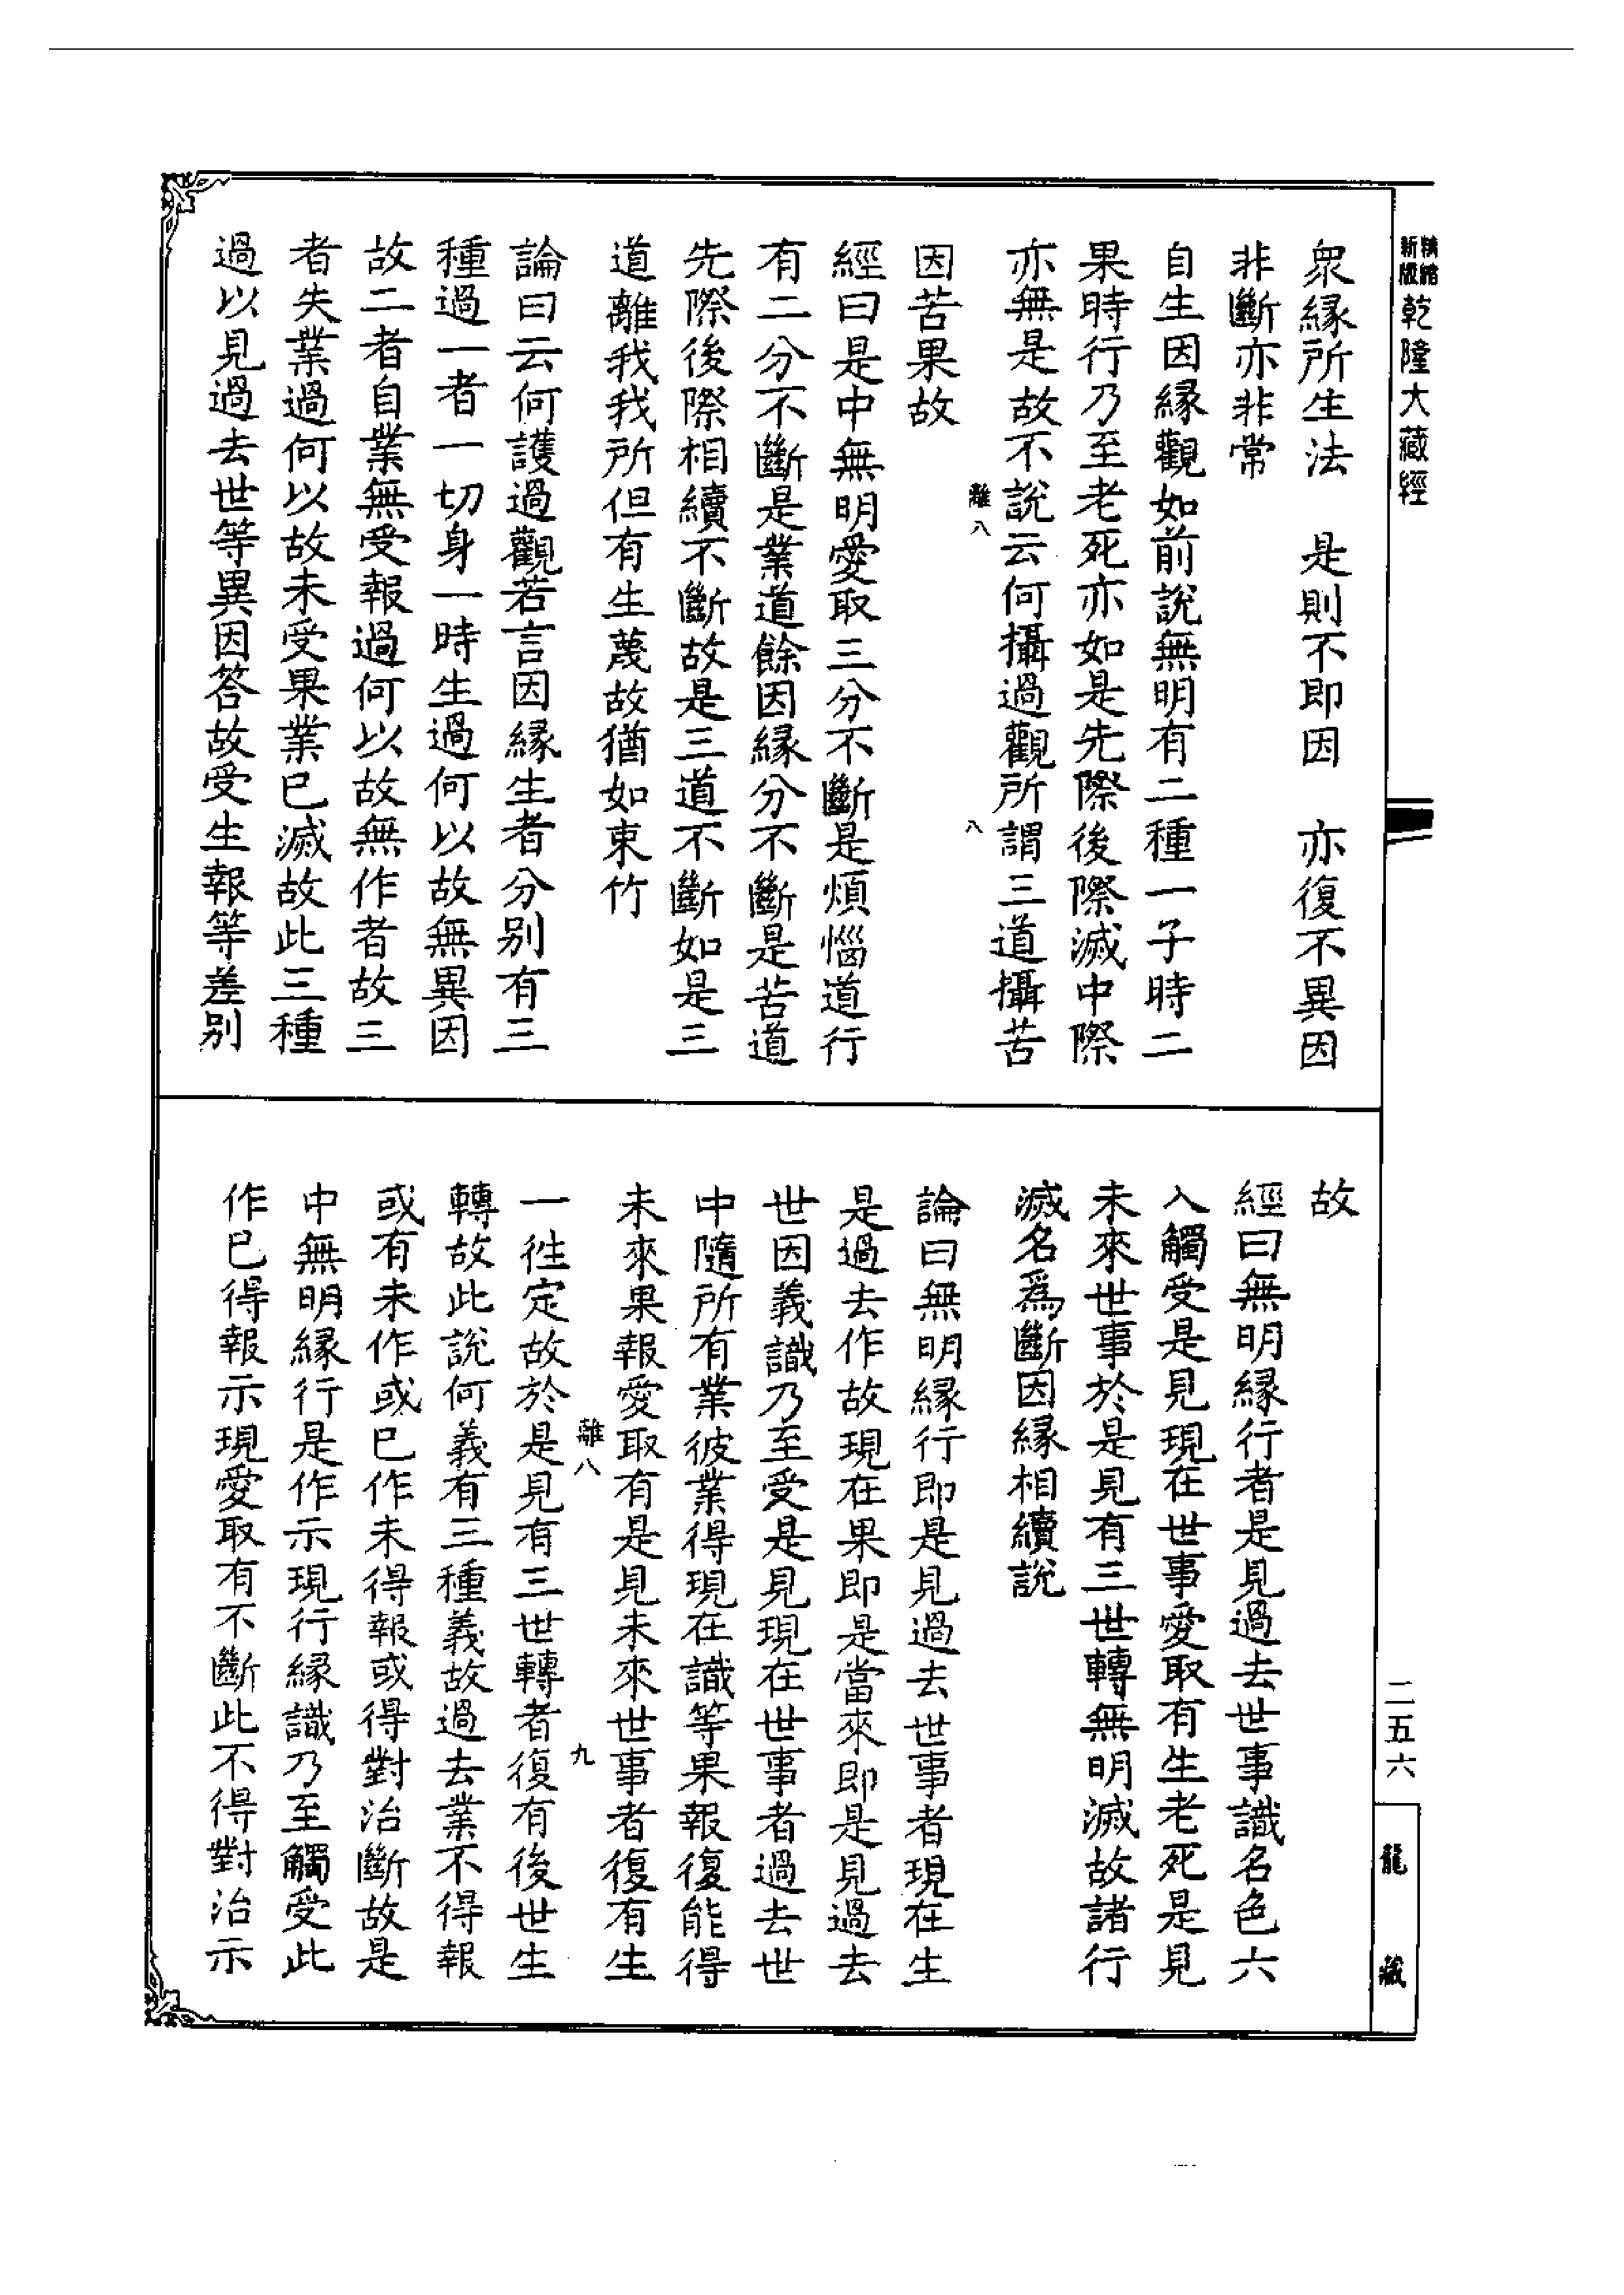 精縮新版乾隆大藏經
眾緣所生法　是則不即因　亦復不異因
非斷亦非常
自生因緣觀如前說無明有二種一子時二
果時行乃至老死亦如是先際後際滅中際
亦無是故不說云何攝過觀所謂三道攝苦
離八
八
因苦果故
經曰是中無明愛取三分不斷是煩惱道行
有二分不斷是業道餘因緣分不斷是苦道
先際後際相續不斷故是三道不斷如是三
道離我我所但有生滅故猶如束竹
論曰云何護過觀若言因緣生者分別有三
種過一者一切身一時生過何以故無異因
故二者自業無受報過何以故無作者故三
者失業過何以故未受果業已滅故此三種
過以見過去世等異因答故受生報等差別
故
經曰無明緣行者是見過去世事識名色六
入觸受是見現在世事愛取有生老死是見
未來世事於是見有三世轉無明滅故諸行
滅名為斷因緣相續說
論曰無明緣行即是見過去世事者現在生
是過去作故現在果即是當來即是見過去
世因義識乃至受是見現在世事者過去世
中隨所有業彼業得現在識等果報復能得
未來果報愛取有是見未來世事者復有生
離八
九
一往定故於是見有三世轉者復有後世生
轉故此說何義有三種義故過去業不得報
或有未作或已作未得報或得對治斷故是
中無明緣行是作示現行緣識乃至觸受此
作已得報示現愛取有不斷此不得對治示
二五六
龍藏